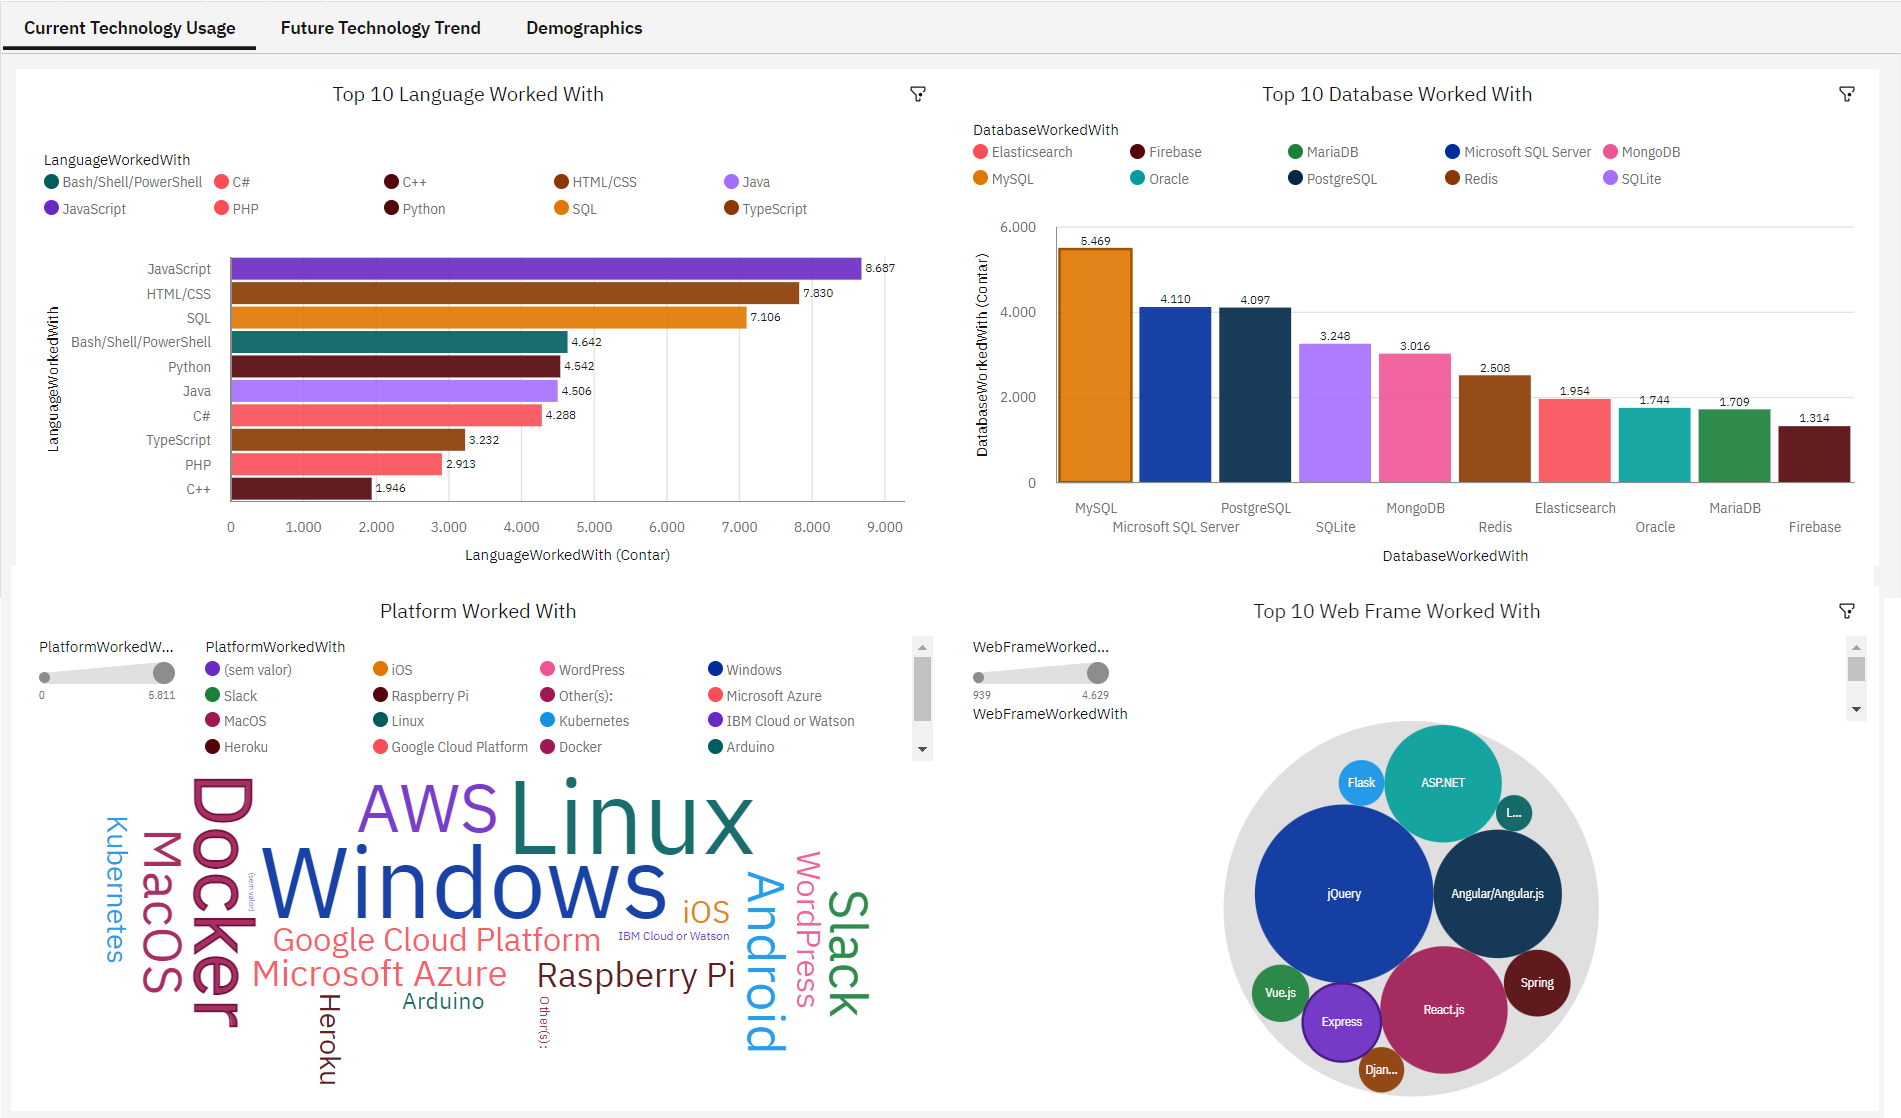 Current Technology Usage Future Technology Trend Demographics
Top 10 Language Worked With
LanguageWorkedWith
Bash/Shell/PowerShell C# C++ HTML/CSS Java
JavaScript PHP Python SQL TypeScript
LanguageWorkedWith
JavaScript 8.687
HTML/CSS 7.830
SQL 7.106
Bash/Shell/PowerShell 4.642
Python 4.542
Java 4.506
C# 4.288
TypeScript 3.232
PHP 2.913
C++ 1.946
0 1.000 2.000 3.000 4.000 5.000 6.000 7.000 8.000 9.000
LanguageWorkedWith (Contar)
Top 10 Database Worked With
DatabaseWorkedWith
Elasticsearch Firebase MariaDB Microsoft SQL Server MongoDB
MySQL Oracle PostgreSQL Redis SQLite
DatabaseWorkedWith (Contar)
6.000
4.000
2.000
0
5.469
4.110
4.097
3.248
3.016
2.508
1.954
1.744
1.709
1.314
MySQL PostgreSQL MongoDB Elasticsearch MariaDB
Microsoft SQL Server SQLite Redis Oracle Firebase
DatabaseWorkedWith
Platform Worked With
PlatformWorkedW...
0 5.811
PlatformWorkedWith
(sem valor) iOS WordPress Windows
Slack Raspberry Pi Other(s): Microsoft Azure
MacOS Linux Kubernetes IBM Cloud or Watson
Heroku Google Cloud Platform Docker Arduino
Kubernetes
MacOS
Docker
(sem valor)
AWS
Linux
Windows
iOS
Google Cloud Platform
IBM Cloud or Watson
Microsoft Azure
Raspberry Pi
Heroku
Arduino
Other(s):
Android
WordPress
Slack
Top 10 Web Frame Worked With
WebFrameWorked...
939 4.629
WebFrameWorkedWith
Flask
ASP.NET
L...
jQuery
Angular/Angular.js
Vue.js
Express
React.js
Spring
Djan...